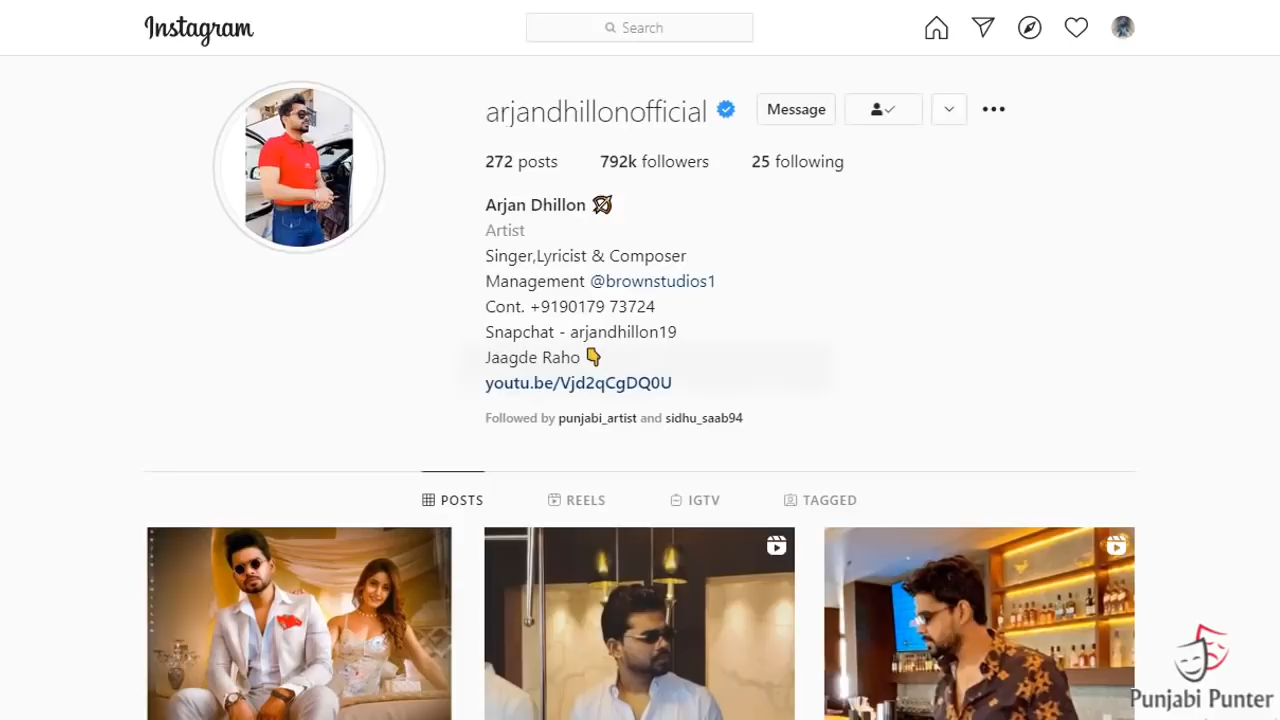 Instagram
Search
arjandhillonofficial
Message
272 posts 792k followers 25 following
Arjan Dhillon
Artist
Singer,Lyricist & Composer
Management @brownstudios1
Cont. +9190179 73724
Snapchat - arjandhillon19
Jaagde Raho
youtu.be/Vjd2qCgDQ0U
Followed by punjabi_artist and sidhu_saab94
POSTS REELS IGTV TAGGED
Punjabi Punter